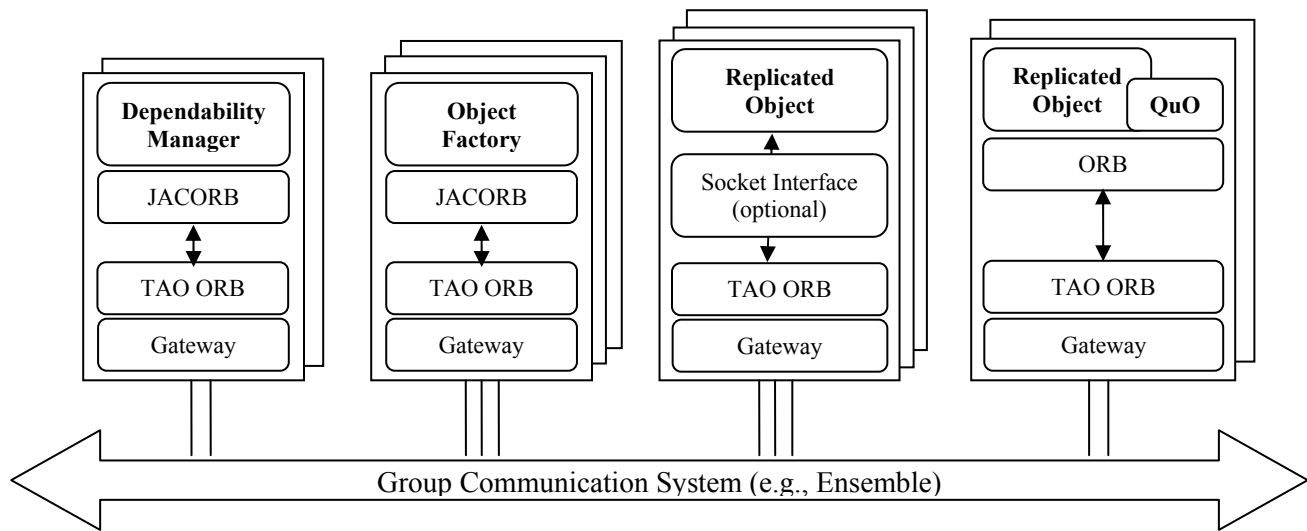 Dependability
Manager
JACORB
TAO ORB
Gateway
Object
Factory
JACORB
TAO ORB
Gateway
Replicated
Object
Socket Interface
(optional)
TAO ORB
Gateway
Replicated
Object
QuO
ORB
TAO ORB
Gateway
Group Communication System (e.g., Ensemble)